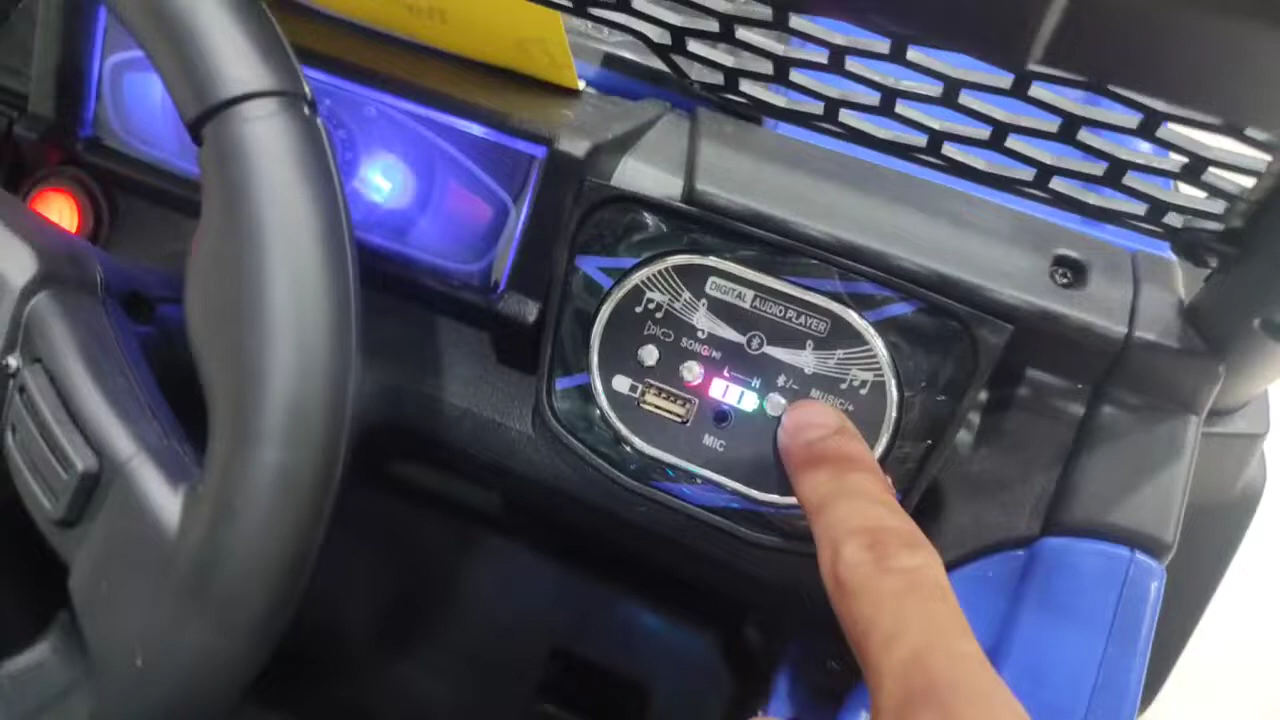 DIGITAL AUDIO PLAYER
SONG/⏯
L H
/-
MUSIC/+
MIC